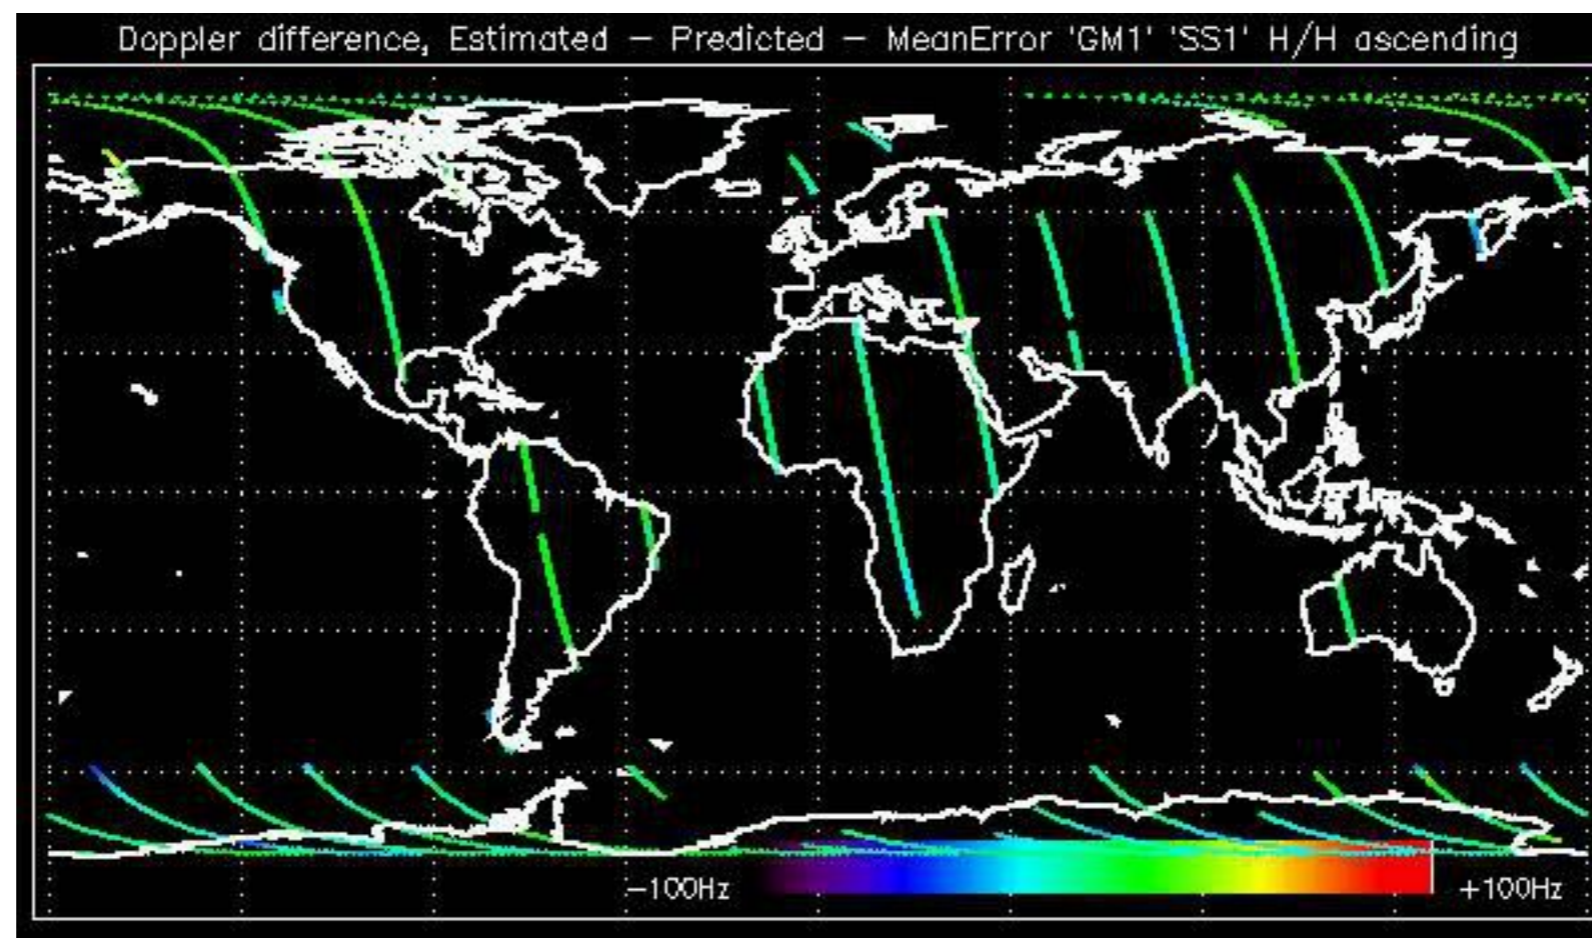 Doppler difference, Estimated – Predicted – MeanError 'GM1' 'SS1' H/H ascending
–100Hz +100Hz